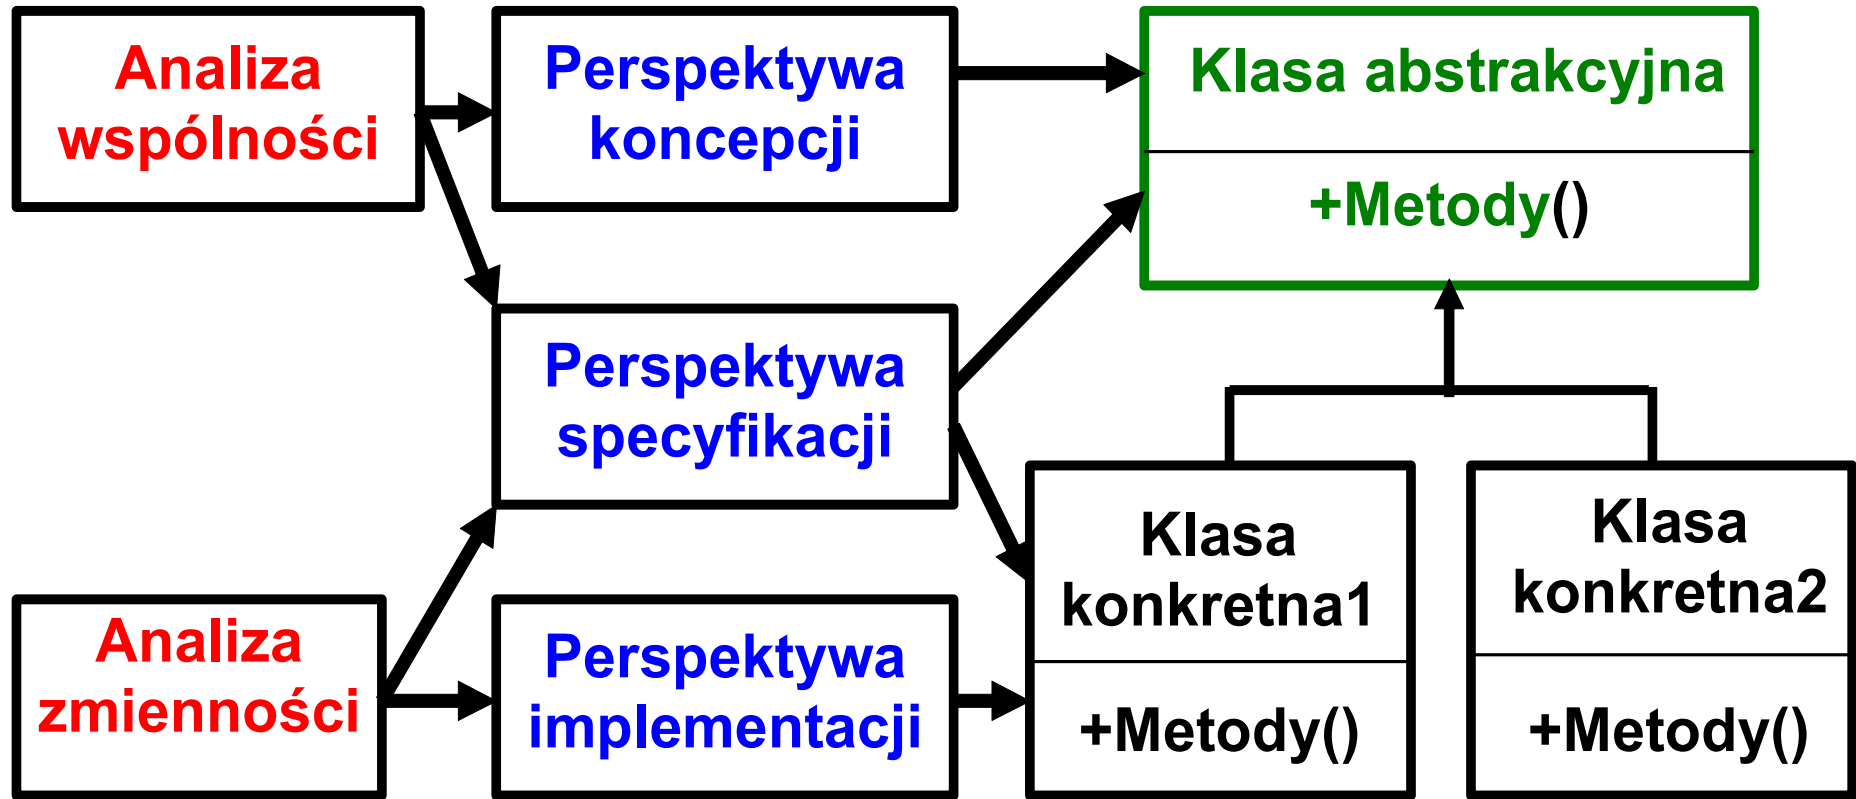 Analiza
wspólności
Perspektywa
koncepcji
Klasa abstrakcyjna
+Metody()
Perspektywa
specyfikacji
Klasa
konkretna1
+Metody()
Klasa
konkretna2
+Metody()
Analiza
zmienności
Perspektywa
implementacji